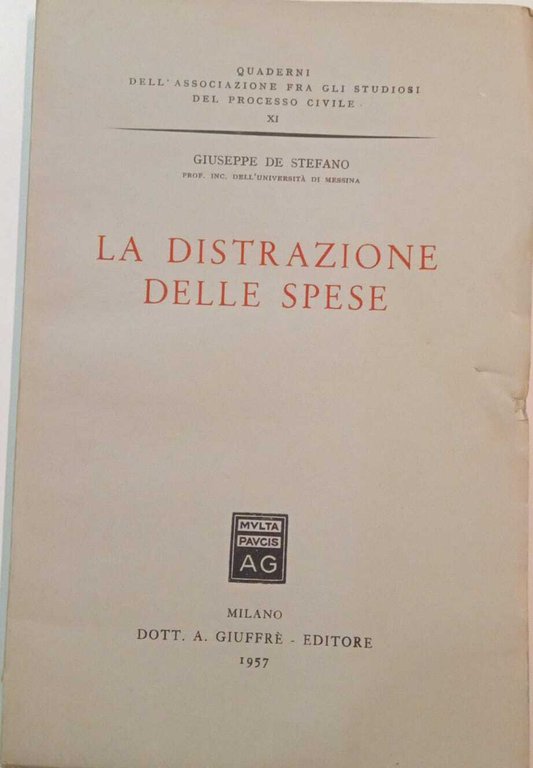 QUADERNI
DELL'ASSOCIAZIONE FRA GLI STUDIOSI
DEL PROCESSO CIVILE
XI
GIUSEPPE DE STEFANO
PROF. INC. DELL'UNIVERSITÀ DI MESSINA
LA DISTRAZIONE
DELLE SPESE
MVLTA
PAVCIS
AG
MILANO
DOTT. A. GIUFFRÈ - EDITORE
1957